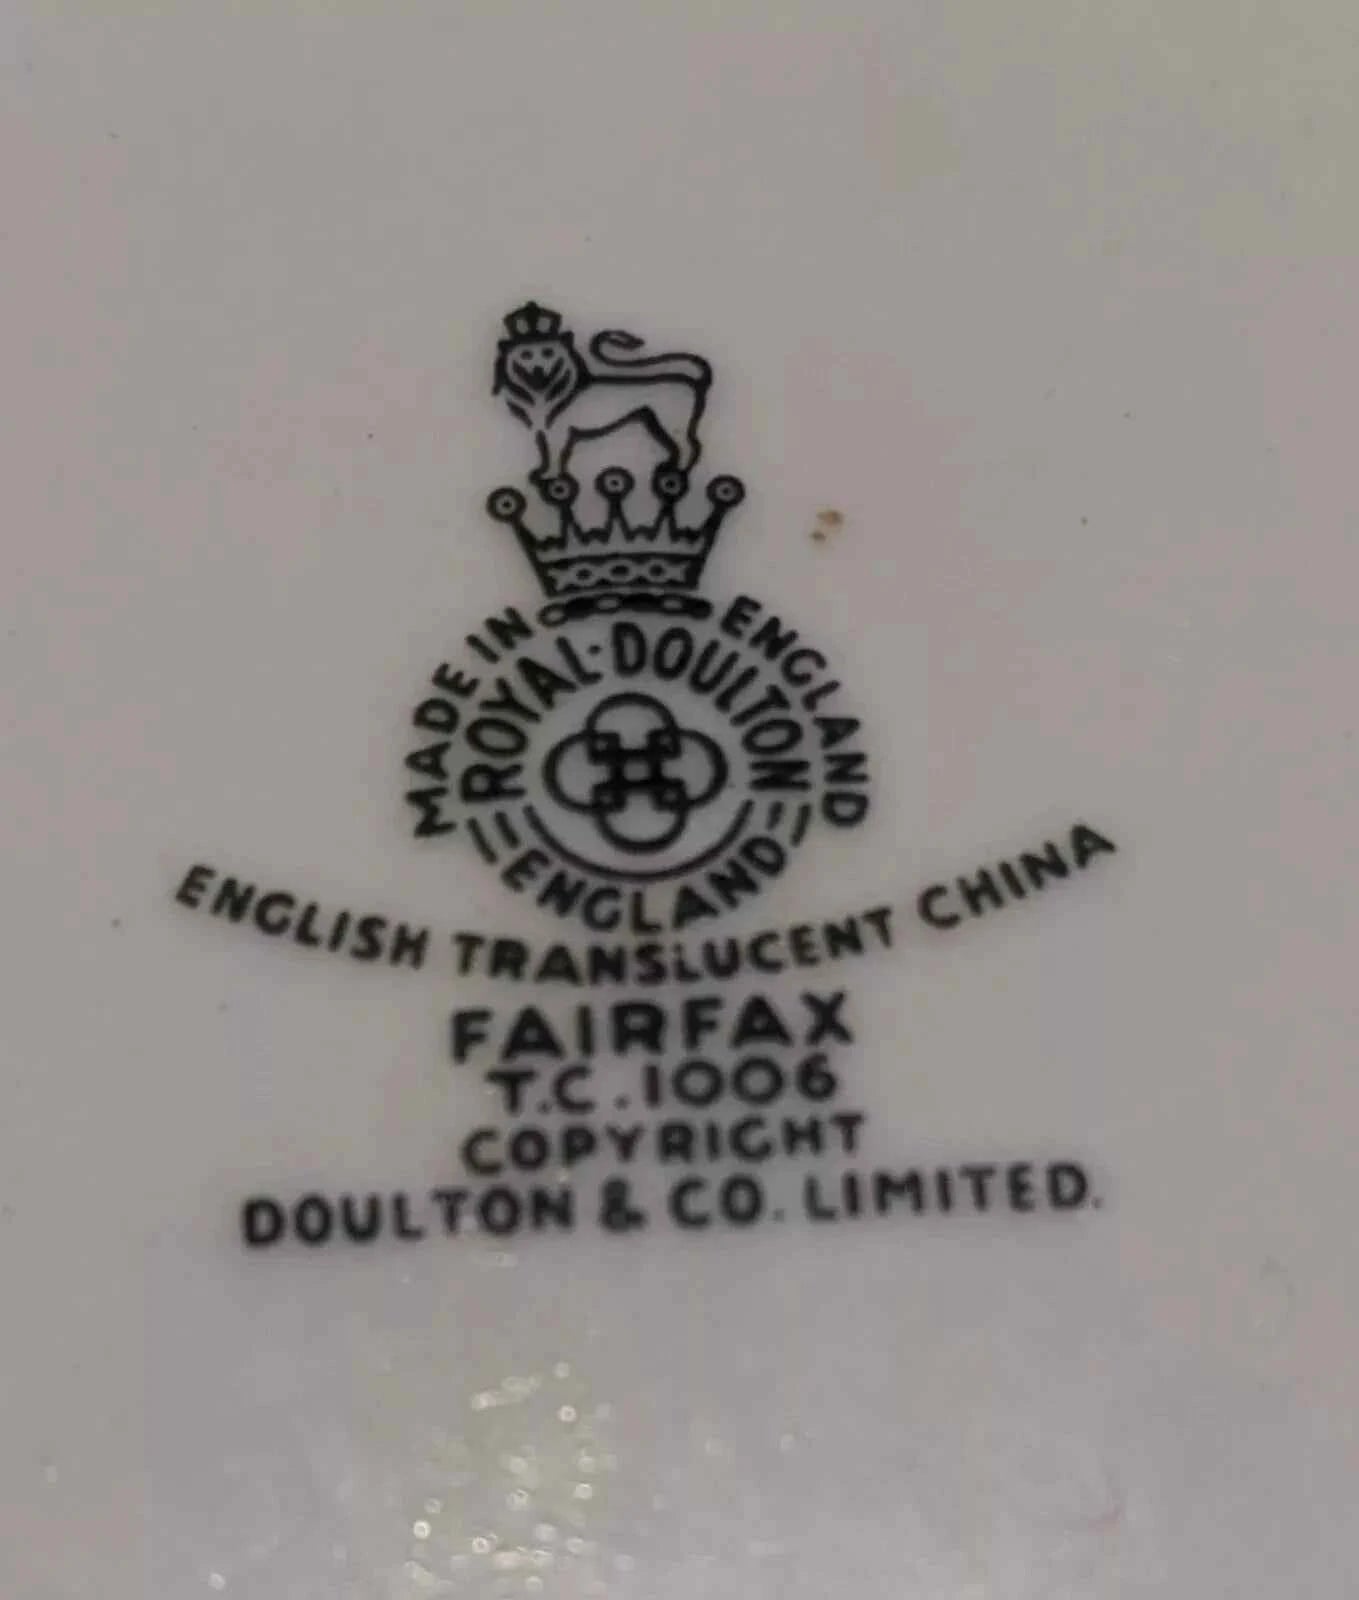 MADE IN ENGLAND
ROYAL·DOULTON
ENGLAND
ENGLISH TRANSLUCENT CHINA
FAIRFAX
T.C.1006
COPYRIGHT
DOULTON & CO. LIMITED.